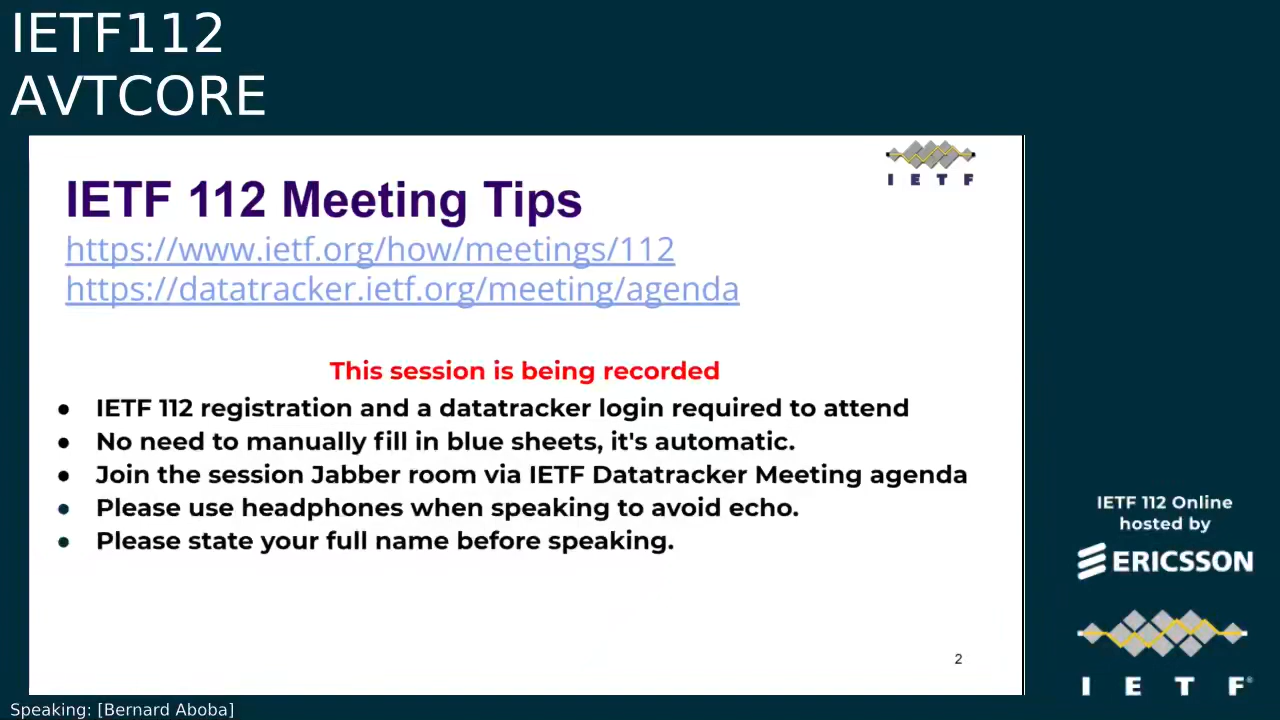 IETF112
AVTCORE
I E T F
IETF 112 Meeting Tips
https://www.ietf.org/how/meetings/112
https://datatracker.ietf.org/meeting/agenda
This session is being recorded
● IETF 112 registration and a datatracker login required to attend
● No need to manually fill in blue sheets, it's automatic.
● Join the session Jabber room via IETF Datatracker Meeting agenda
● Please use headphones when speaking to avoid echo.
● Please state your full name before speaking.
2
IETF 112 Online
hosted by
ERICSSON
I E T F®
Speaking: [Bernard Aboba]